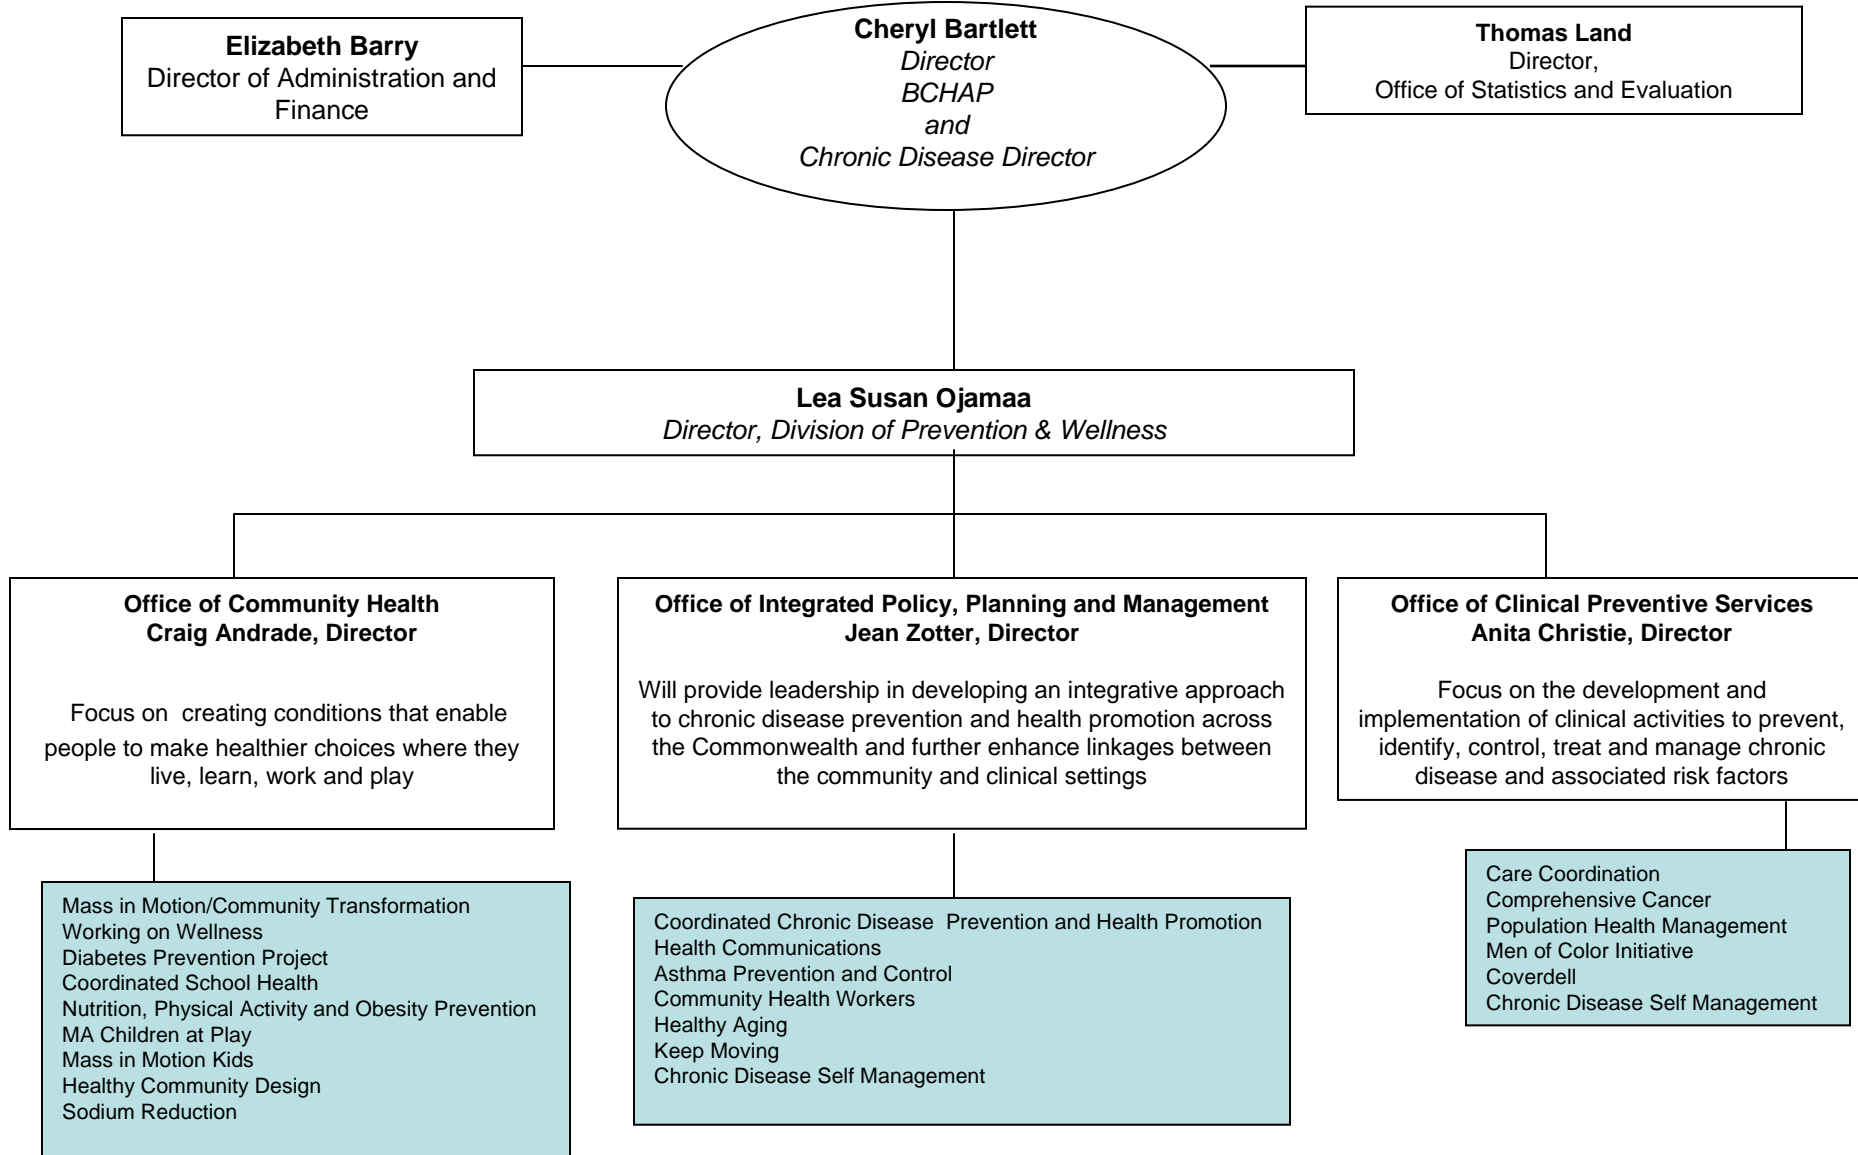 Elizabeth Barry
Director of Administration and
Finance
Cheryl Bartlett
Director
BCHAP
and
Chronic Disease Director
Thomas Land
Director,
Office of Statistics and Evaluation
Lea Susan Ojamaa
Director, Division of Prevention & Wellness
Office of Community Health
Craig Andrade, Director
Focus on creating conditions that enable
people to make healthier choices where they
live, learn, work and play
Office of Integrated Policy, Planning and Management
Jean Zotter, Director
Will provide leadership in developing an integrative approach
to chronic disease prevention and health promotion across
the Commonwealth and further enhance linkages between
the community and clinical settings
Office of Clinical Preventive Services
Anita Christie, Director
Focus on the development and
implementation of clinical activities to prevent,
identify, control, treat and manage chronic
disease and associated risk factors
Mass in Motion/Community Transformation
Working on Wellness
Diabetes Prevention Project
Coordinated School Health
Nutrition, Physical Activity and Obesity Prevention
MA Children at Play
Mass in Motion Kids
Healthy Community Design
Sodium Reduction
Coordinated Chronic Disease Prevention and Health Promotion
Health Communications
Asthma Prevention and Control
Community Health Workers
Healthy Aging
Keep Moving
Chronic Disease Self Management
Care Coordination
Comprehensive Cancer
Population Health Management
Men of Color Initiative
Coverdell
Chronic Disease Self Management